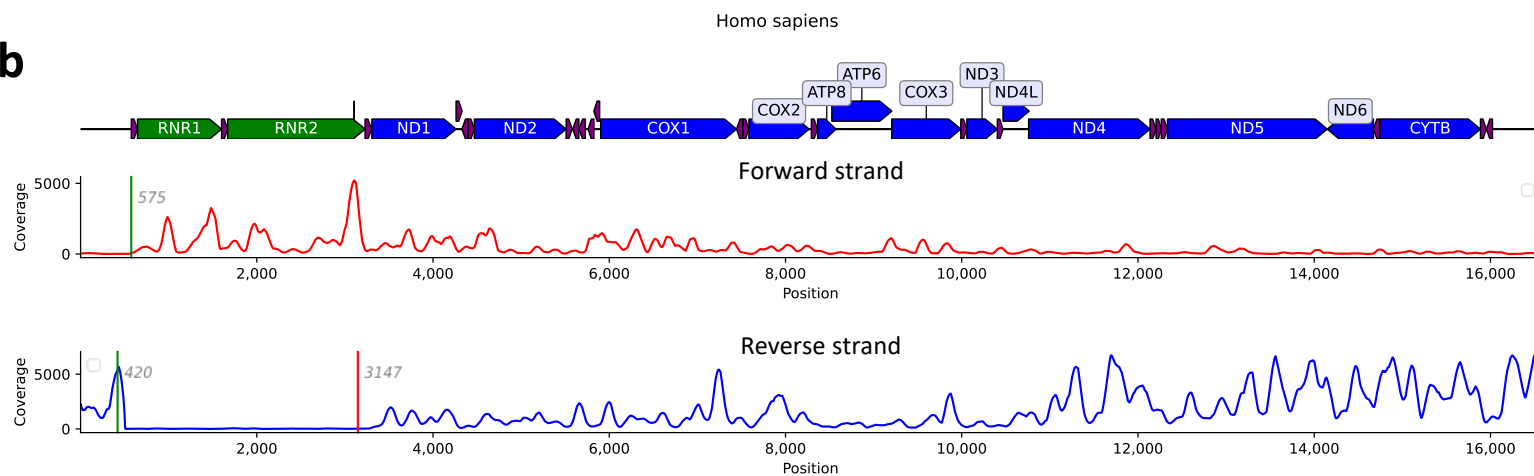 Homo sapiens
b
ATP6
ND3
ATP8
COX3
ND4L
COX2
ND6
RNR1
RNR2
ND1
ND2
COX1
ND4
ND5
CYTB
Forward strand
Coverage
5000
0
575
2,000
4,000
6,000
8,000
10,000
12,000
14,000
16,000
Position
Reverse strand
Coverage
5000
0
420
3147
2,000
4,000
6,000
8,000
10,000
12,000
14,000
16,000
Position